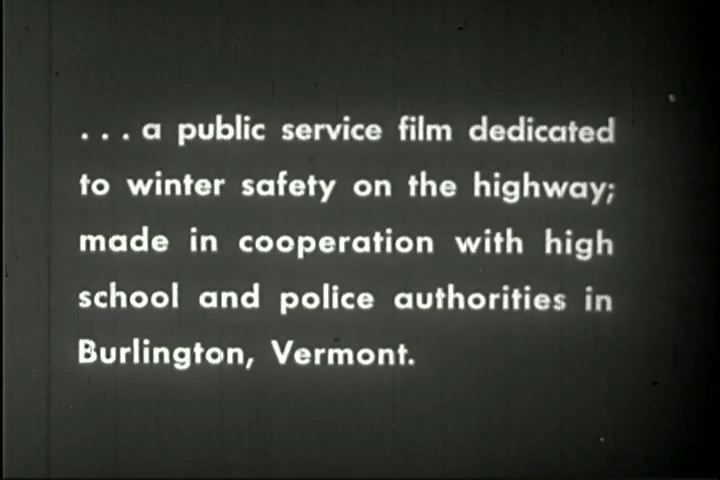 . . . a public service film dedicated
to winter safety on the highway;
made in cooperation with high
school and police authorities in
Burlington, Vermont.